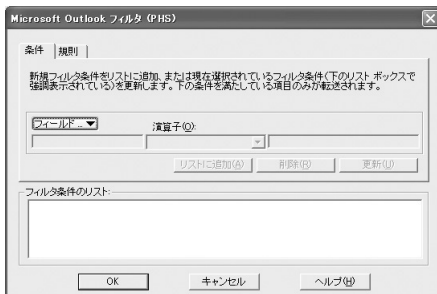 Microsoft Outlook フィルタ (PHS)
条件 規則
新規フィルタ条件をリストに追加、または現在選択されているフィルタ条件(下のリスト ボックスで
強調表示されている)を更新します。下の条件を満たしている項目のみが転送されます。
フィールド... 演算子(O):
リストに追加(A) 削除(R) 更新(U)
フィルタ条件のリスト:
OK キャンセル ヘルプ(H)